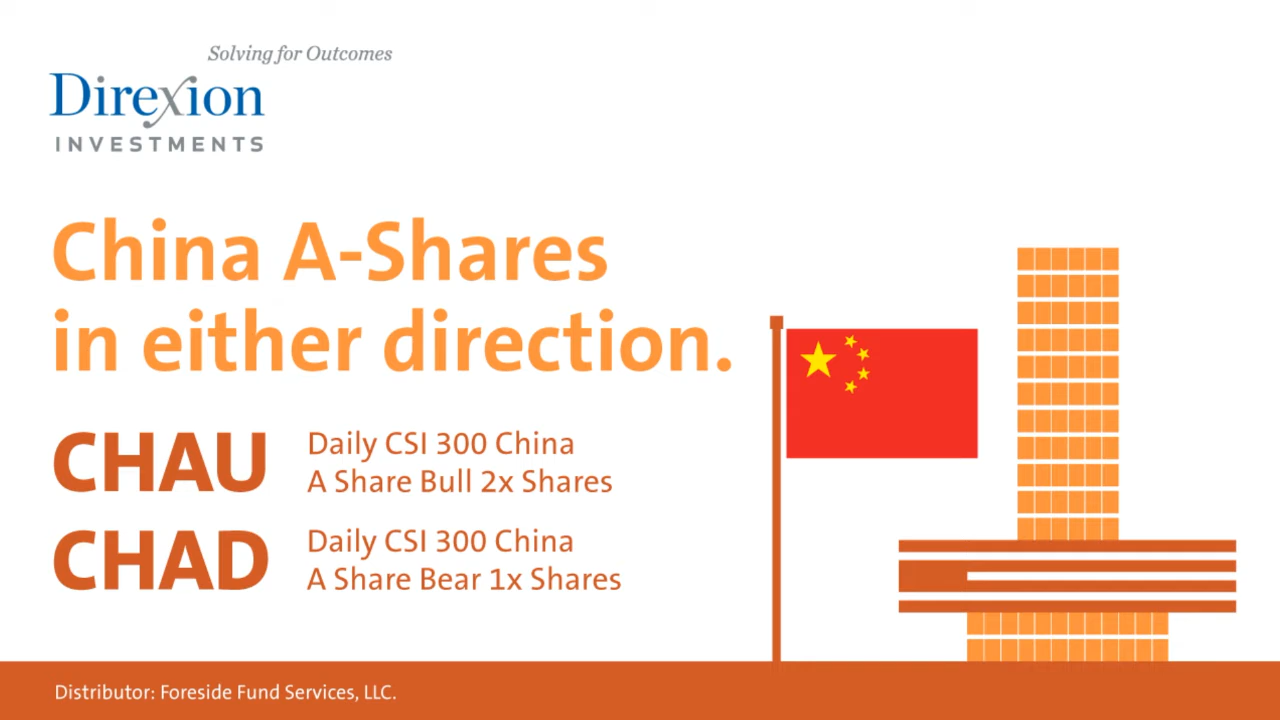 Solving for Outcomes
Direxion
INVESTMENTS
China A-Shares
in either direction.
CHAU
Daily CSI 300 China
A Share Bull 2x Shares
CHAD
Daily CSI 300 China
A Share Bear 1x Shares
Distributor: Foreside Fund Services, LLC.